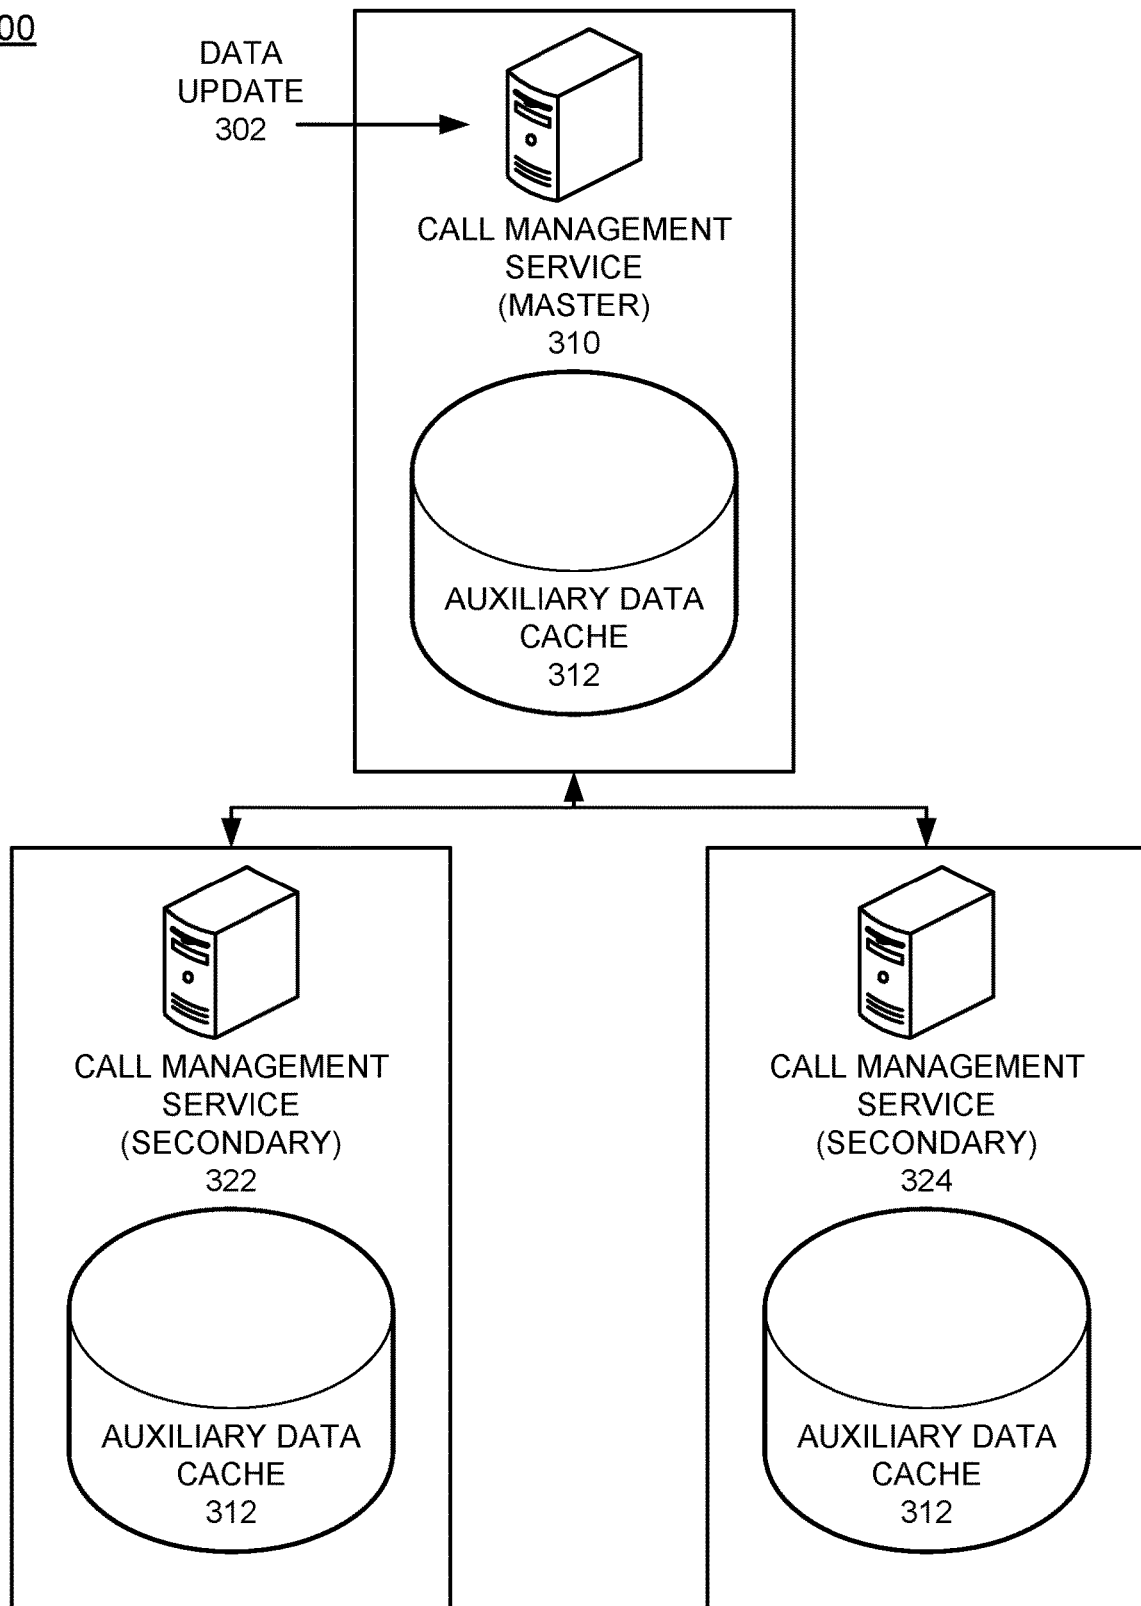 00
DATA
UPDATE
302
CALL MANAGEMENT
SERVICE
(MASTER)
310
AUXILIARY DATA
CACHE
312
CALL MANAGEMENT
SERVICE
(SECONDARY)
322
AUXILIARY DATA
CACHE
312
CALL MANAGEMENT
SERVICE
(SECONDARY)
324
AUXILIARY DATA
CACHE
312